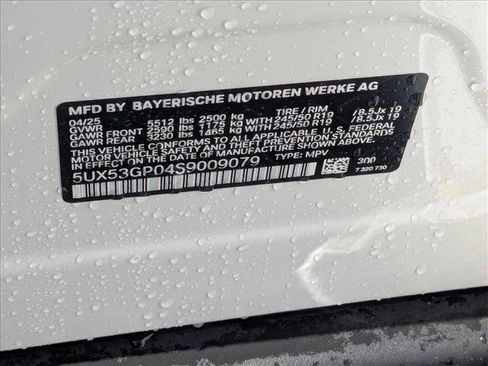 MFD BY BAYERISCHE MOTOREN WERKE AG
04/25
GVWR 5512 lbs 2500 kg TIRE / RIM
GAWR FRONT 2590 lbs 1175 kg WITH 245/50 R19 /8.5Jx 19
GAWR REAR 3230 lbs 1465 kg WITH 245/50 R19 /8.5Jx 19
THIS VEHICLE CONFORMS TO ALL APPLICABLE U.S. FEDERAL
MOTOR VEHICLE SAFETY AND THEFT PREVENTION STANDARDS
IN EFFECT ON THE DATE OF MANUFACTURE SHOWN ABOVE.
5UX53GP04S9009079 TYPE: MPV
300
7 320 730